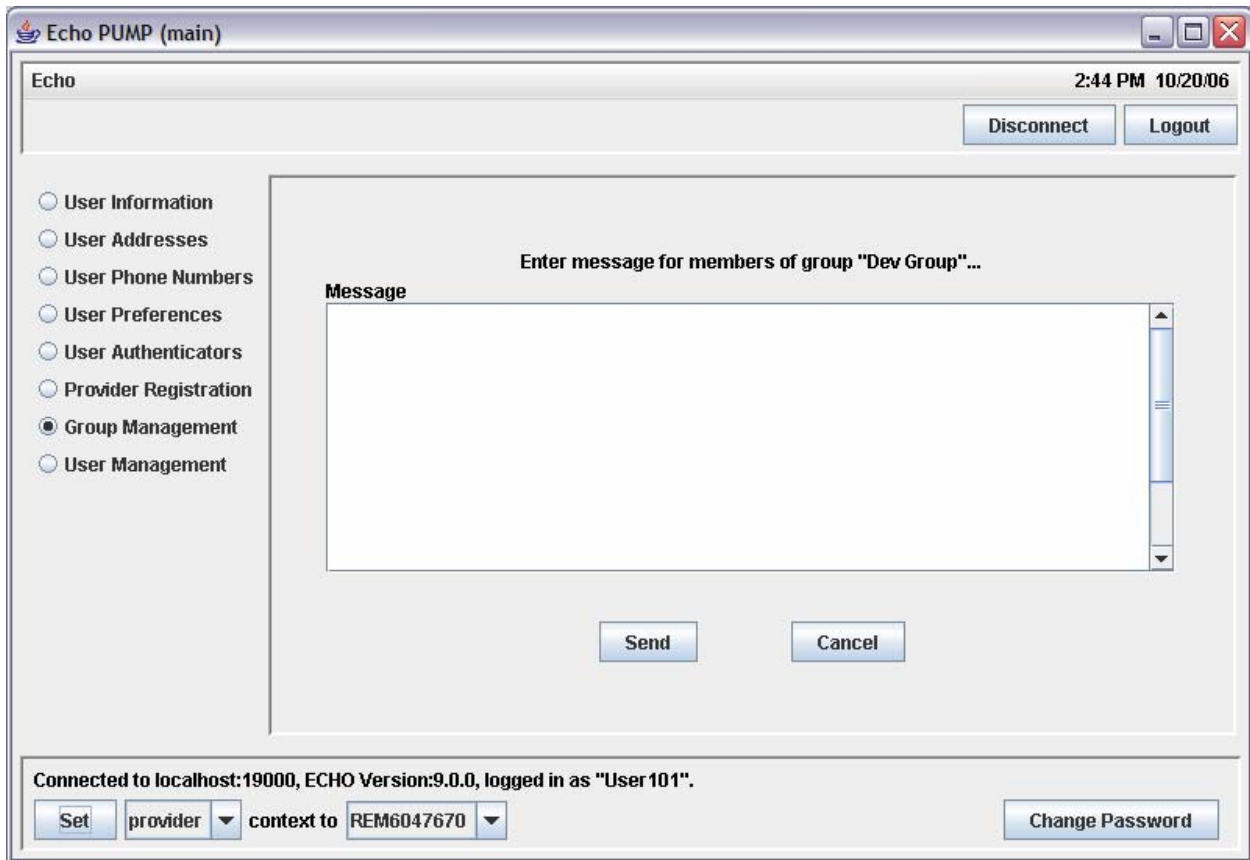 Echo PUMP (main)
Echo 2:44 PM 10/20/06
Disconnect Logout
User Information
User Addresses
User Phone Numbers
User Preferences
User Authenticators
Provider Registration
Group Management
User Management
Enter message for members of group "Dev Group"...
Message
Send Cancel
Connected to localhost:19000, ECHO Version:9.0.0, logged in as "User101".
Set provider context to REM6047670 Change Password